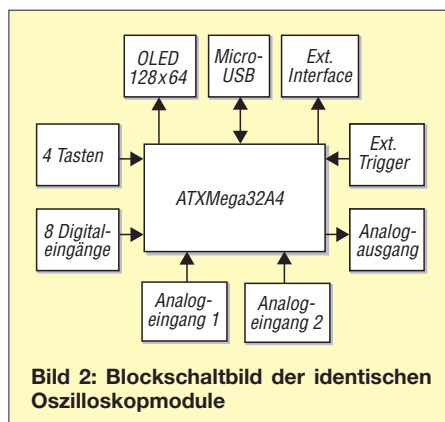 OLED
128x64
Micro-
USB
Ext.
Interface
4 Tasten
ATXMega32A4
Ext.
Trigger
8 Digital-
eingänge
Analog-
ausgang
Analog-
eingang 1
Analog-
eingang 2
Bild 2: Blockschaltbild der identischen
Oszilloskopmodule